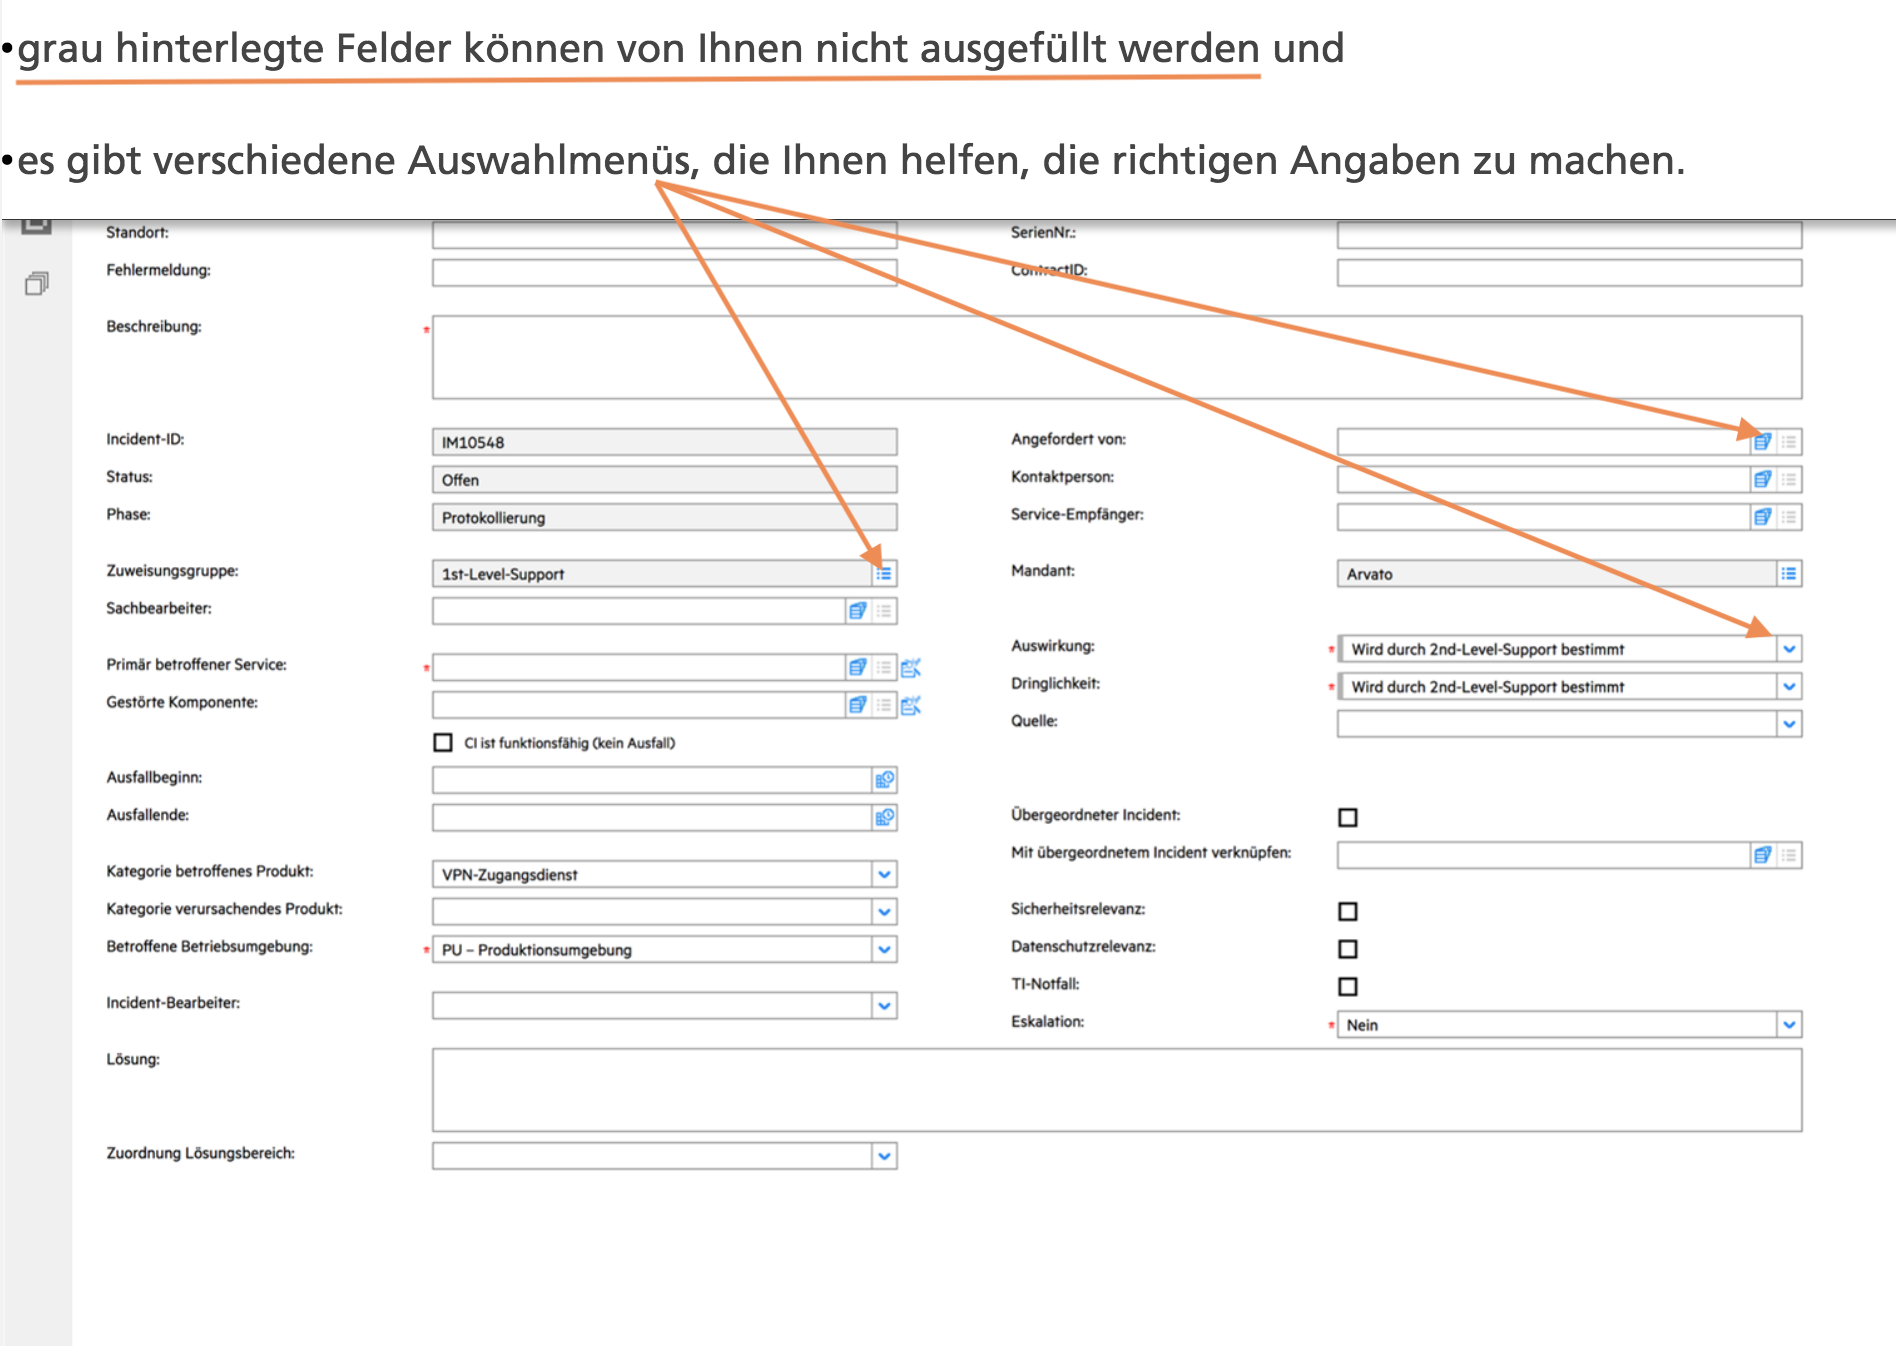 •grau hinterlegte Felder können von Ihnen nicht ausgefüllt werden und
•es gibt verschiedene Auswahlmenüs, die Ihnen helfen, die richtigen Angaben zu machen.
Standort: SerienNr.:
Fehlermeldung: ContractID:
Beschreibung: *
Incident-ID: IM10548 Angefordert von:
Status: Offen Kontaktperson:
Phase: Protokollierung Service-Empfänger:
Zuweisungsgruppe: 1st-Level-Support Mandant: Arvato
Sachbearbeiter:
Auswirkung: * Wird durch 2nd-Level-Support bestimmt
Primär betroffener Service: *
Dringlichkeit: * Wird durch 2nd-Level-Support bestimmt
Gestörte Komponente:
Quelle:
CI ist funktionsfähig (kein Ausfall)
Ausfallbeginn:
Ausfallende: Übergeordneter Incident:
Mit übergeordnetem Incident verknüpfen:
Kategorie betroffenes Produkt: VPN-Zugangsdienst
Kategorie verursachendes Produkt: Sicherheitsrelevanz:
Betroffene Betriebsumgebung: * PU – Produktionsumgebung Datenschutzrelevanz:
TI-Notfall:
Incident-Bearbeiter:
Eskalation: * Nein
Lösung:
Zuordnung Lösungsbereich: